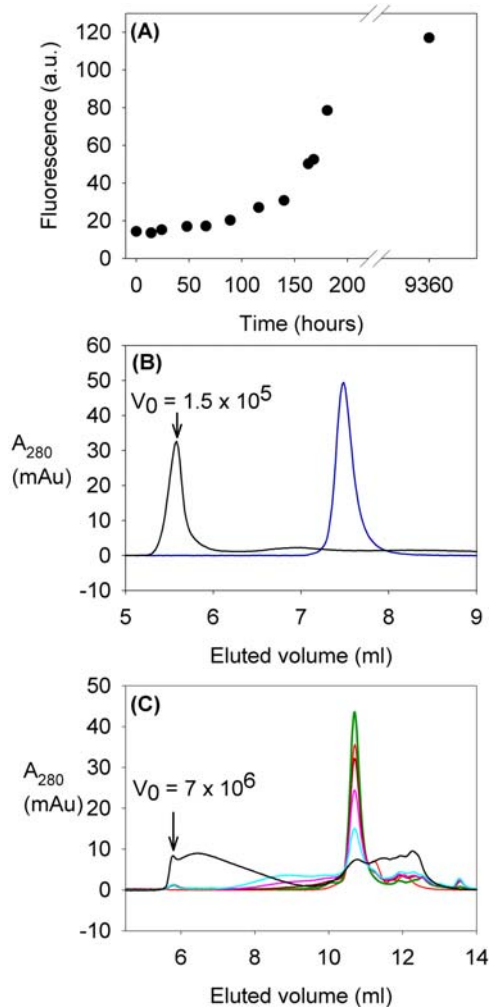 (A)
120
100
80
60
40
20
0
Fluorescence (a.u.)
0 50 100 150 200 9360
Time (hours)
(B)
60
50
40
30
20
10
0
-10
V0 = 1.5 x 10^5
A280
(mAu)
5 6 7 8 9
Eluted volume (ml)
(C)
50
40
30
20
10
0
-10
V0 = 7 x 10^6
A280
(mAu)
6 8 10 12 14
Eluted volume (ml)